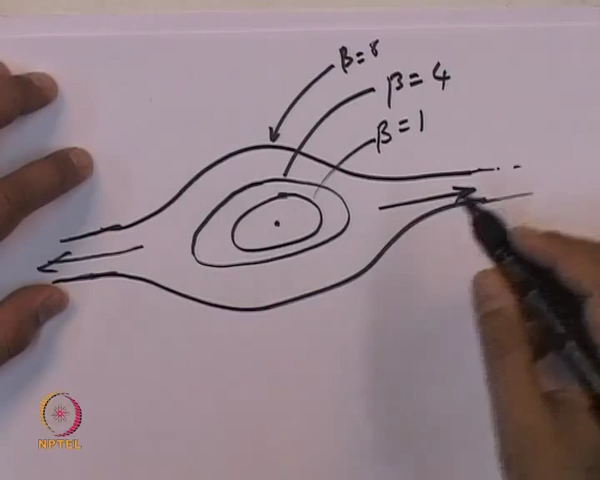 β = 8
β = 4
β = 1
NPTEL